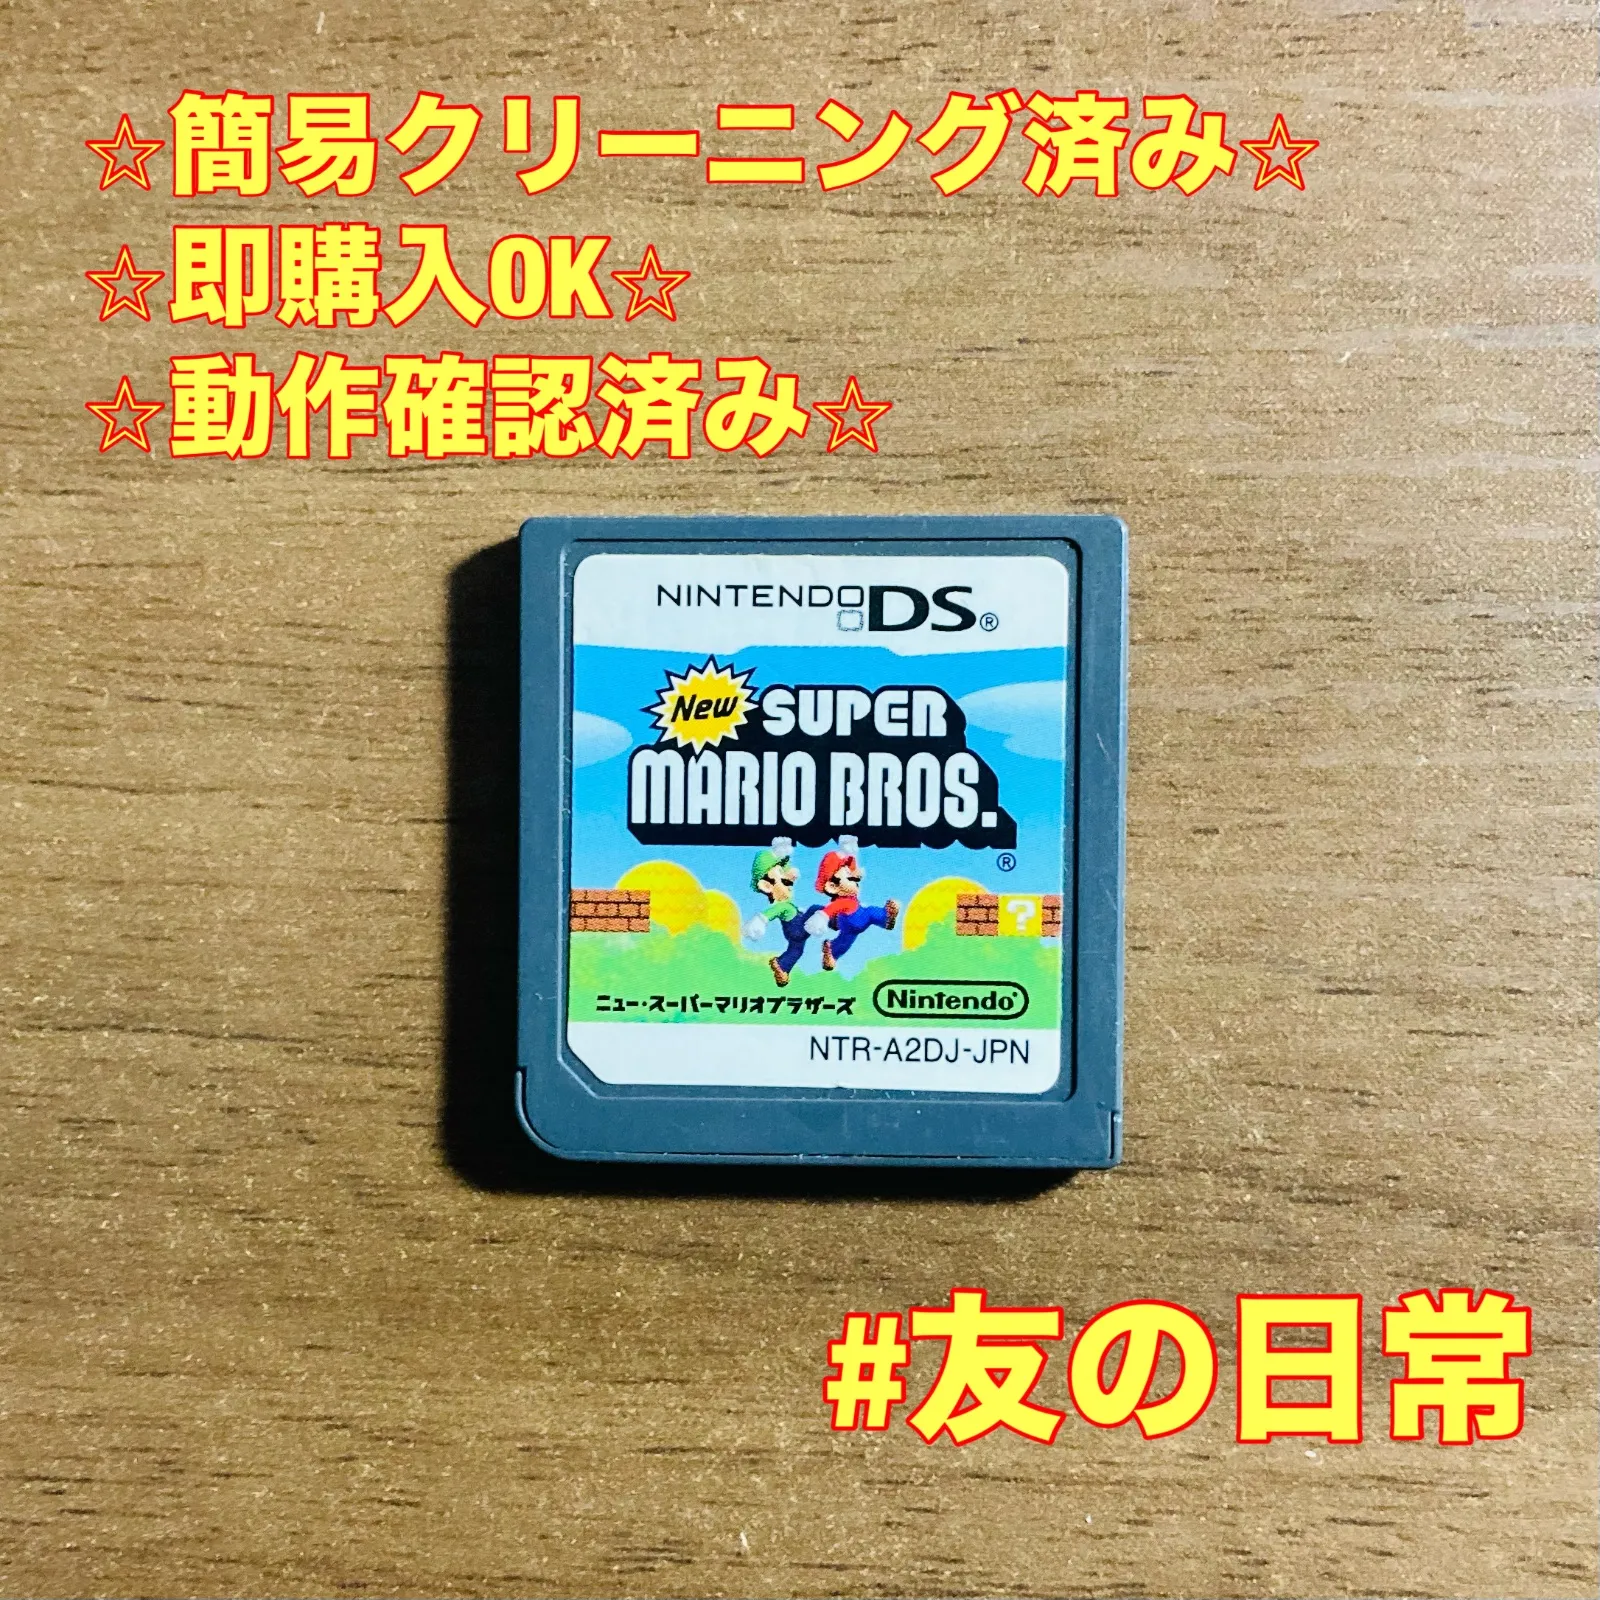 ☆簡易クリーニング済み☆
☆即購入OK☆
☆動作確認済み☆
NINTENDO DS®
New SUPER
MARIO BROS.
®
?
ニュー・スーパーマリオブラザーズ
Nintendo®
NTR-A2DJ-JPN
#友の日常